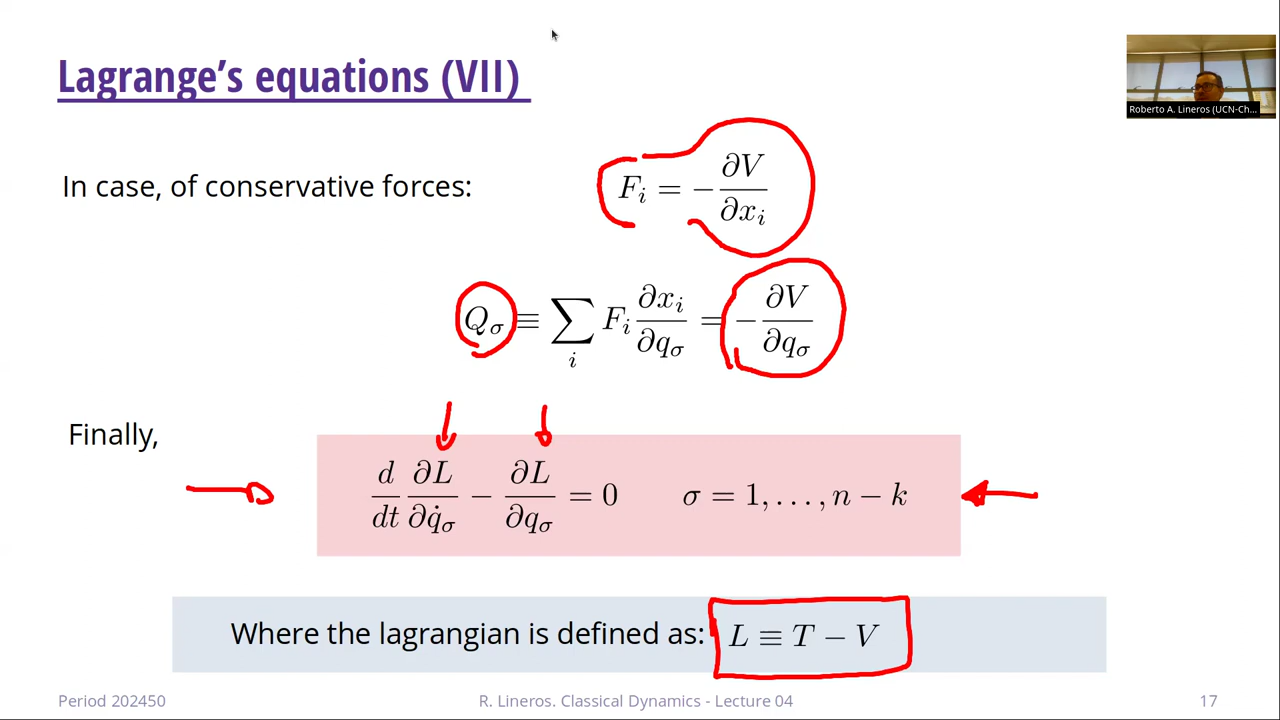 Lagrange's equations (VII)
Roberto A. Lineros (UCN-Ch...
In case, of conservative forces: F_i = −∂V/∂x_i
Q_σ ≡ ∑_i F_i ∂x_i/∂q_σ = −∂V/∂q_σ
Finally,
d/dt ∂L/∂q̇_σ − ∂L/∂q_σ = 0 σ = 1, . . . , n − k
Where the lagrangian is defined as: L ≡ T − V
Period 202450 R. Lineros. Classical Dynamics - Lecture 04 17